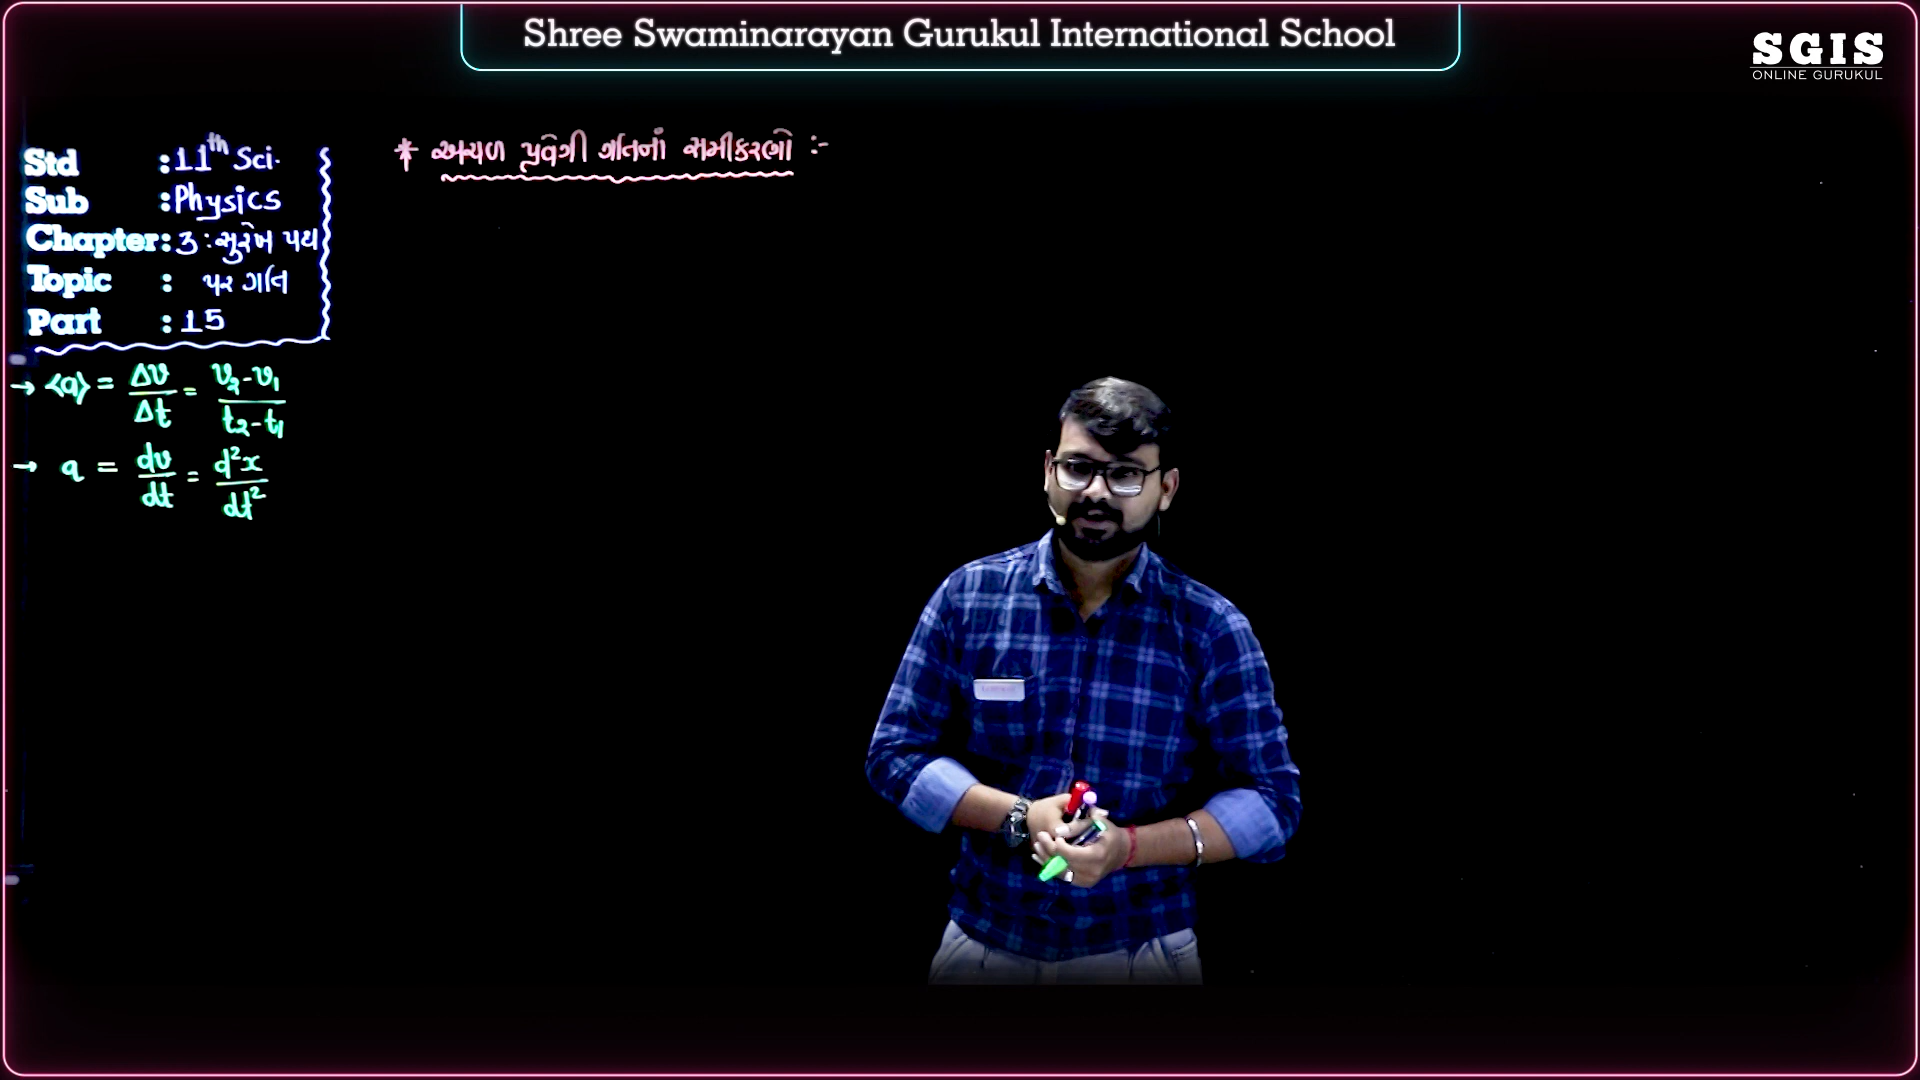 Shree Swaminarayan Gurukul International School
SGIS
ONLINE GURUKUL
Std : 11th Sci.
Sub : Physics
Chapter : 3 : સુરેખ પથ
Topic : પર ગતિ
Part : 15
* અચળ પ્રવેગી ગતિનાં સમીકરણો :-
→ <a> = Δv/Δt = v₂-v₁/t₂-t₁
→ a = dv/dt = d²x/dt²